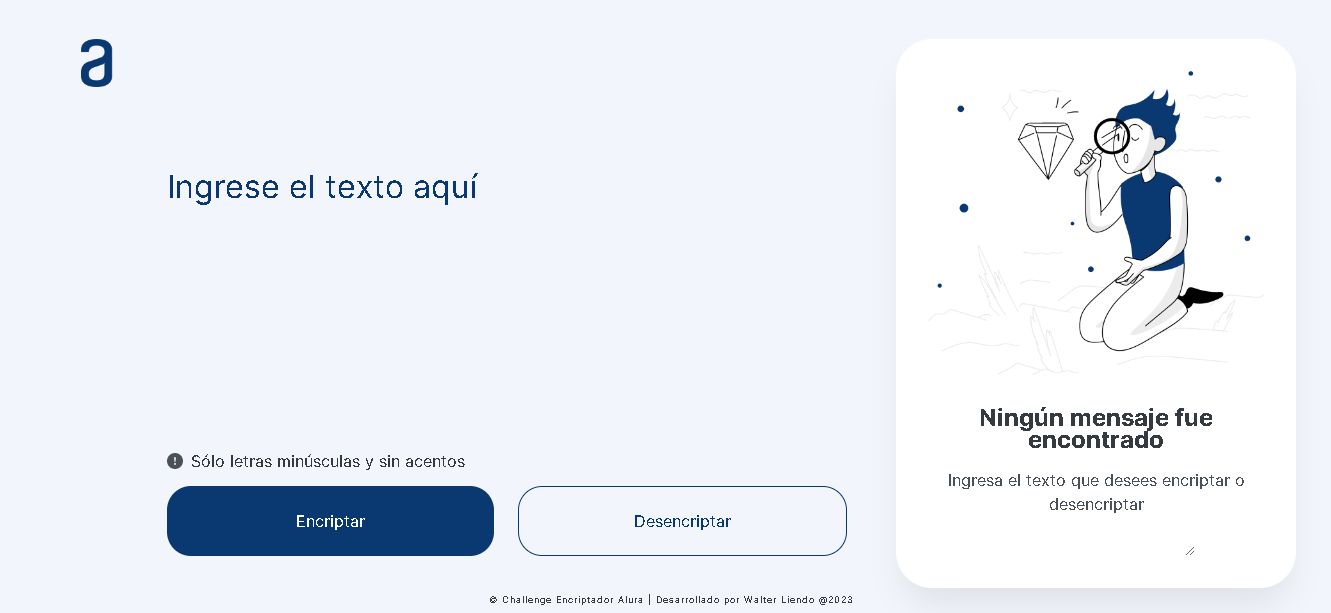 a
Ingrese el texto aquí
Sólo letras minúsculas y sin acentos
Encriptar
Desencriptar
Ningún mensaje fue
encontrado
Ingresa el texto que desees encriptar o
desencriptar
© Challenge Encriptador Alura | Desarrollado por Walter Liendo @2023